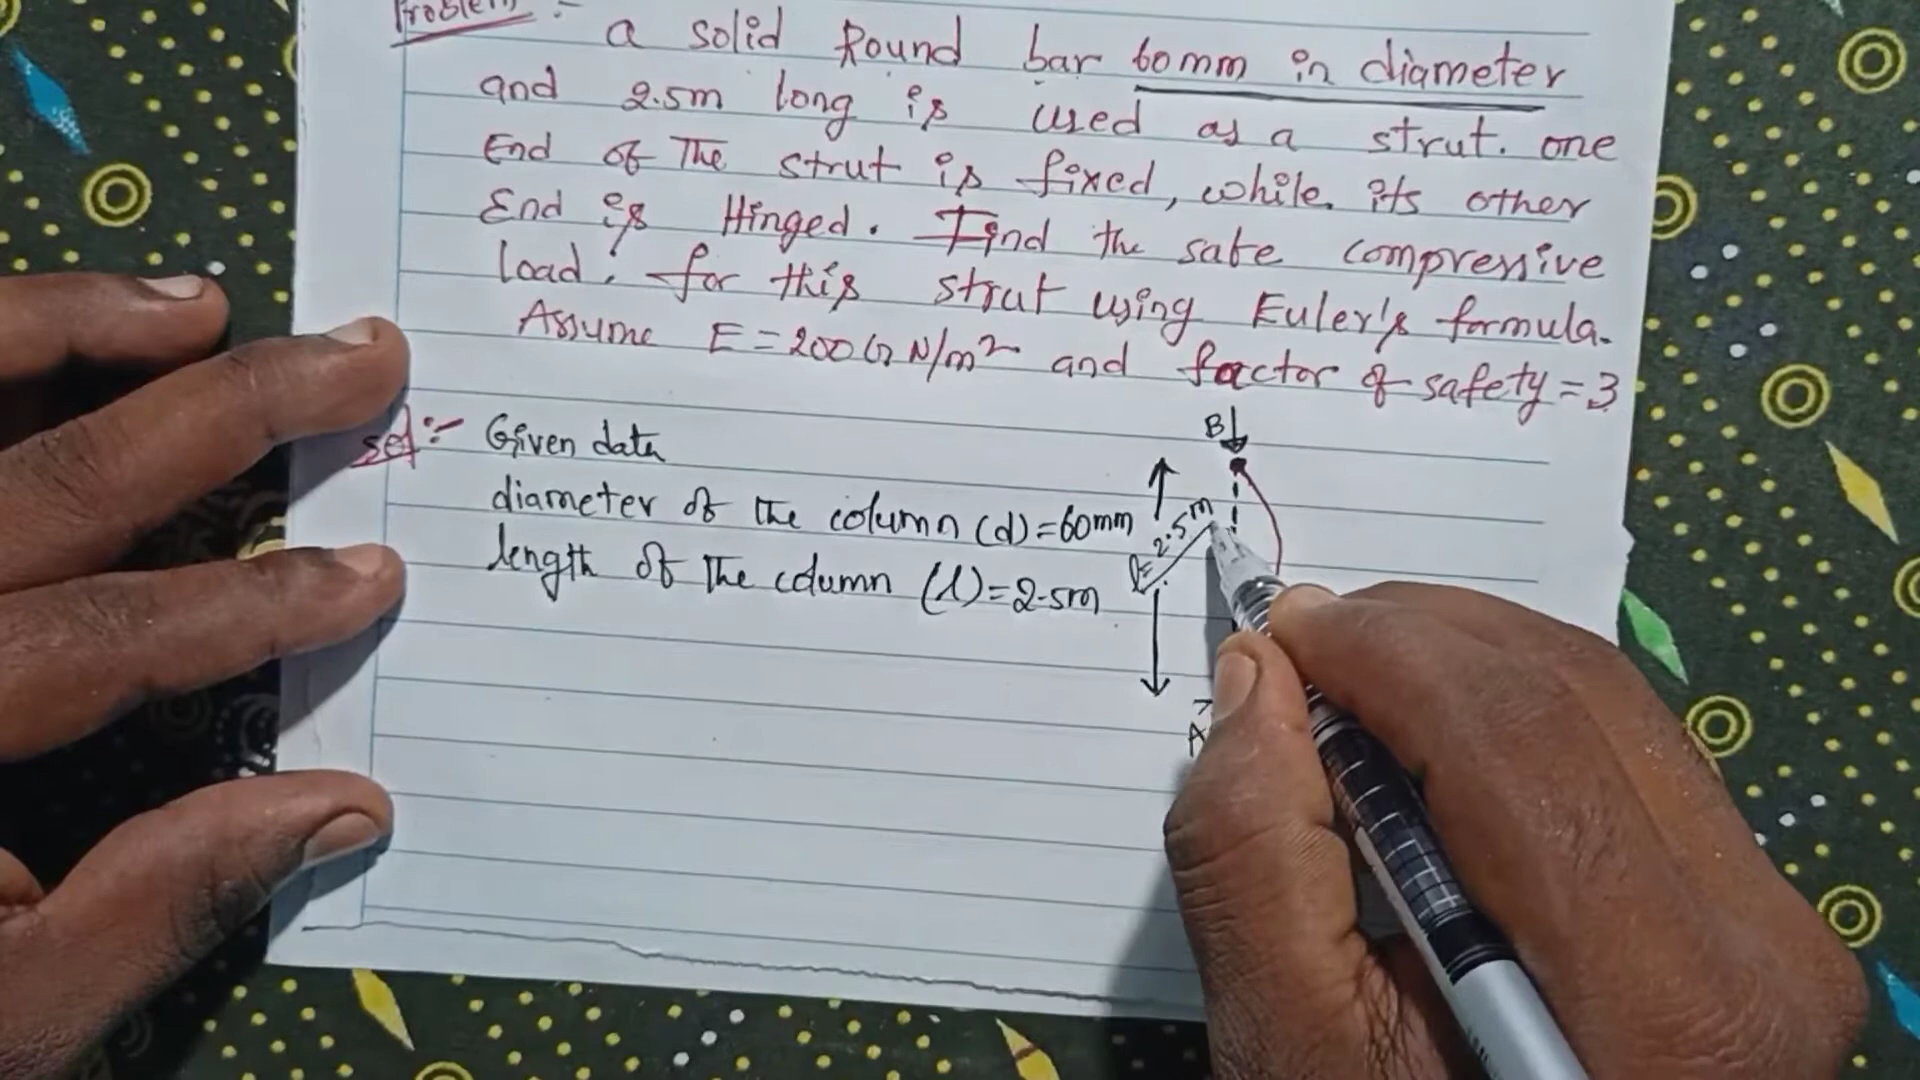 Problem :-
a solid Round bar 60mm in diameter
and 2.5m long is used as a strut. one
End of The strut is fixed, while. its other
End is Hinged. Find the safe compressive
load. for this strut using Euler's formula.
Assume E=200GN/m² and factor of safety=3
sol:- Given data
B
diameter of the column (d)=60mm
l=2.5m
length of The column (l)=2.5m
A